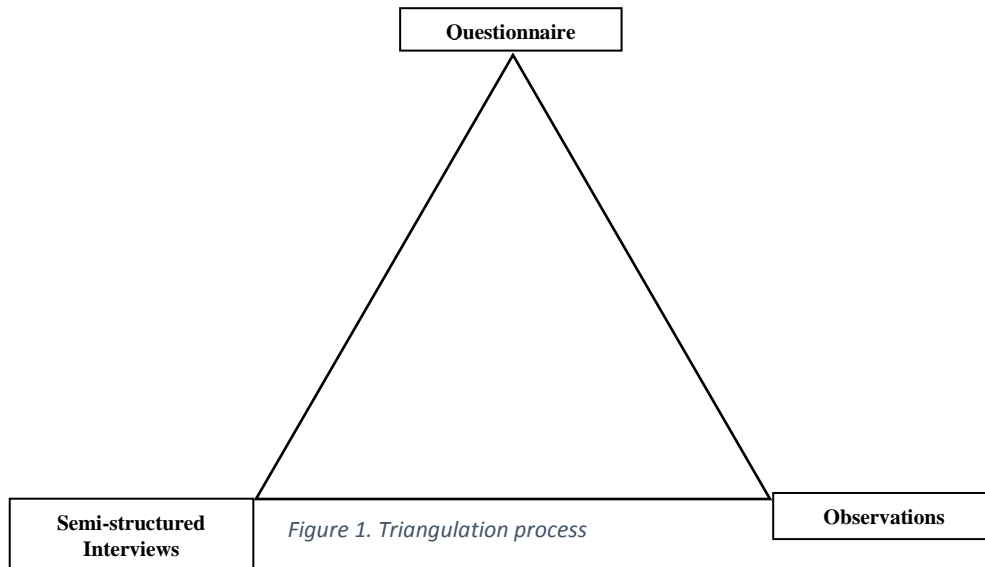 Questionnaire
Semi-structured
Interviews
Figure 1. Triangulation process
Observations